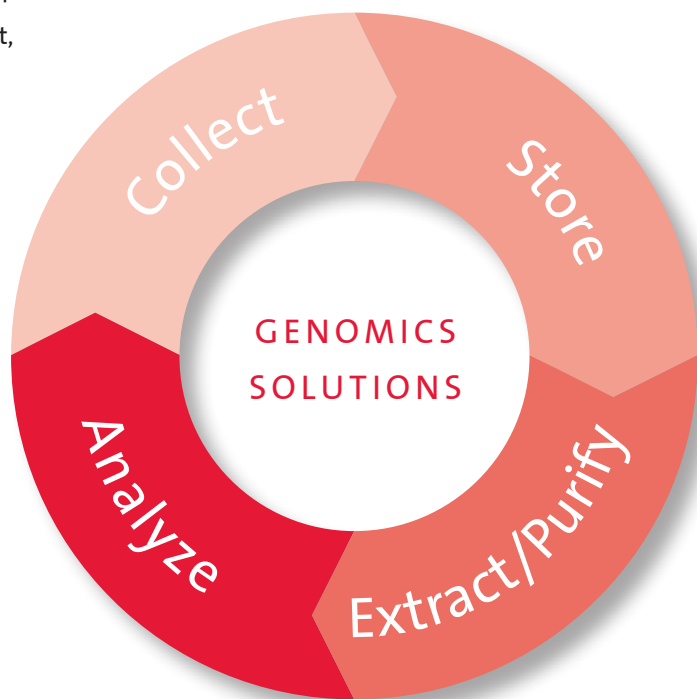 t,
Collect
Store
GENOMICS
SOLUTIONS
Extract/Purify
Analyze